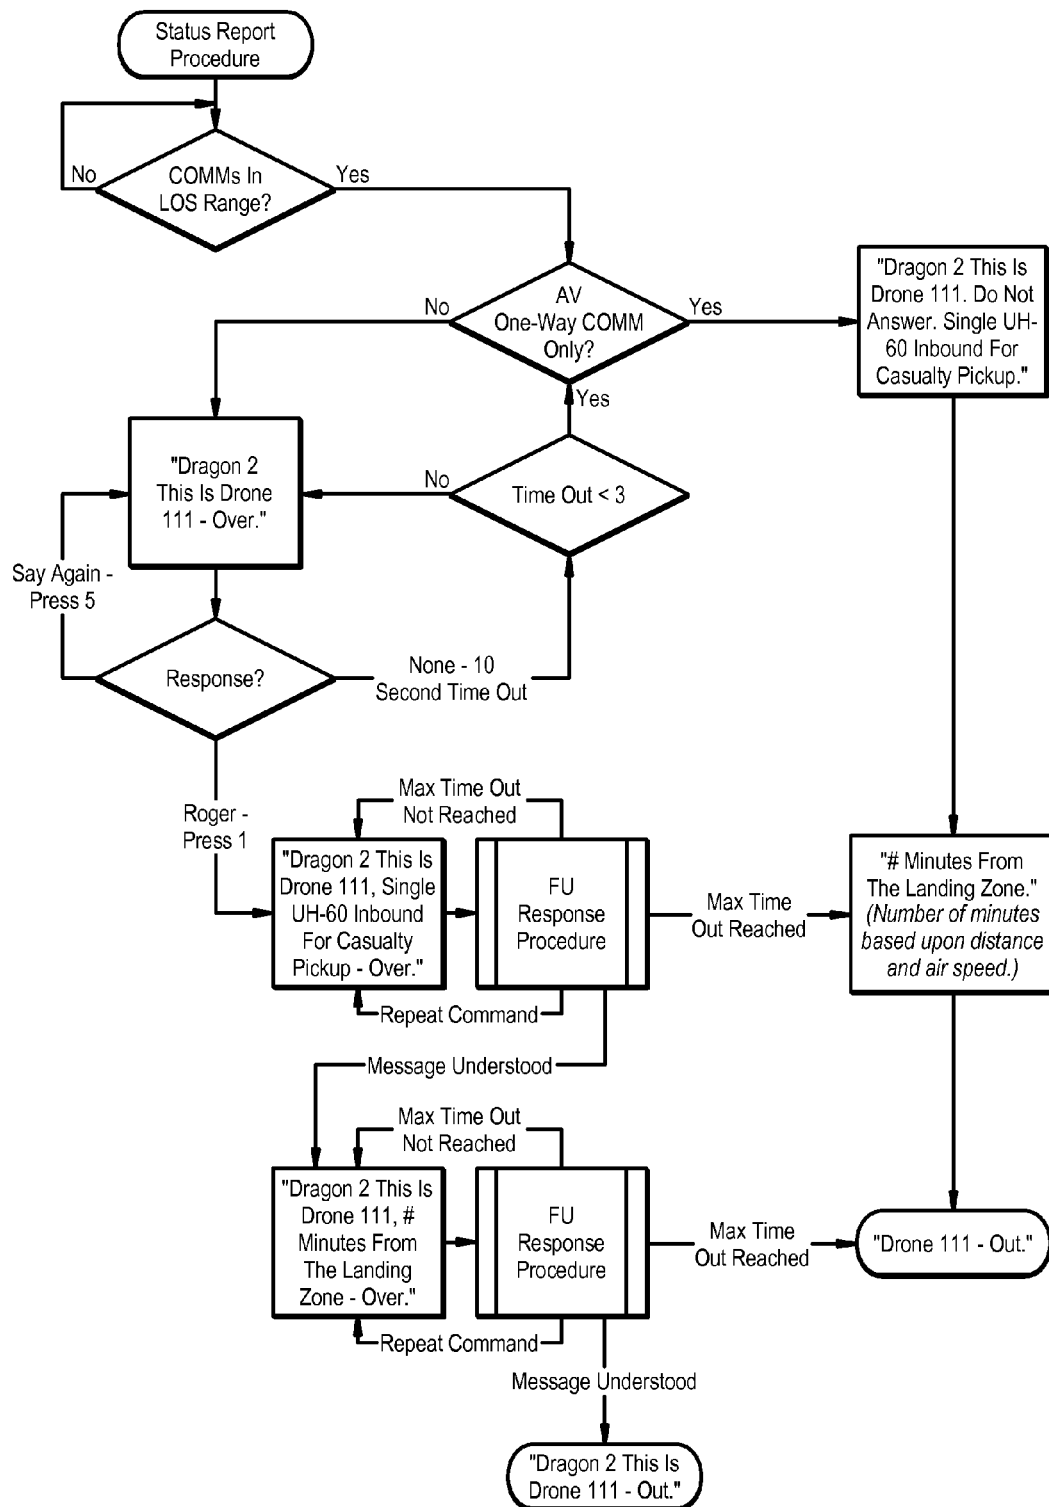 Status Report
Procedure
No
COMMs In
LOS Range?
Yes
No
AV
One-Way COMM
Only?
Yes
"Dragon 2 This Is
Drone 111. Do Not
Answer. Single UH-
60 Inbound For
Casualty Pickup."
Yes
"Dragon 2
This Is Drone
111 - Over."
No
Time Out < 3
Say Again -
Press 5
Response?
None - 10
Second Time Out
Roger -
Press 1
Max Time Out
Not Reached
"Dragon 2 This Is
Drone 111, Single
UH-60 Inbound
For Casualty
Pickup - Over."
FU
Response
Procedure
Max Time
Out Reached
"# Minutes From
The Landing Zone."
(Number of minutes
based upon distance
and air speed.)
Repeat Command
Message Understood
Max Time Out
Not Reached
"Dragon 2 This Is
Drone 111, #
Minutes From
The Landing
Zone - Over."
FU
Response
Procedure
Max Time
Out Reached
"Drone 111 - Out."
Repeat Command
Message Understood
"Dragon 2 This Is
Drone 111 - Out."